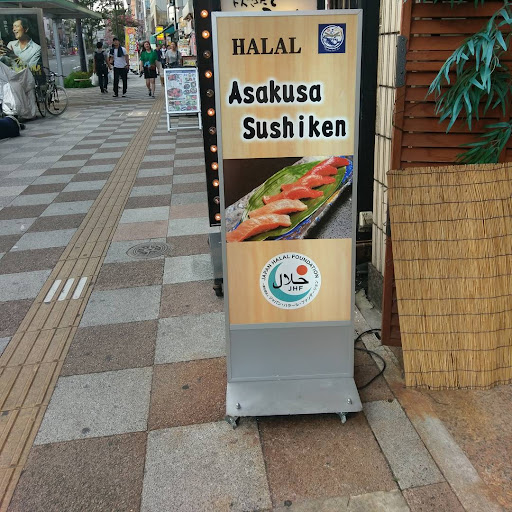 HALAL
Asakusa
Sushiken
JAPAN HALAL FOUNDATION
حلال
JHF